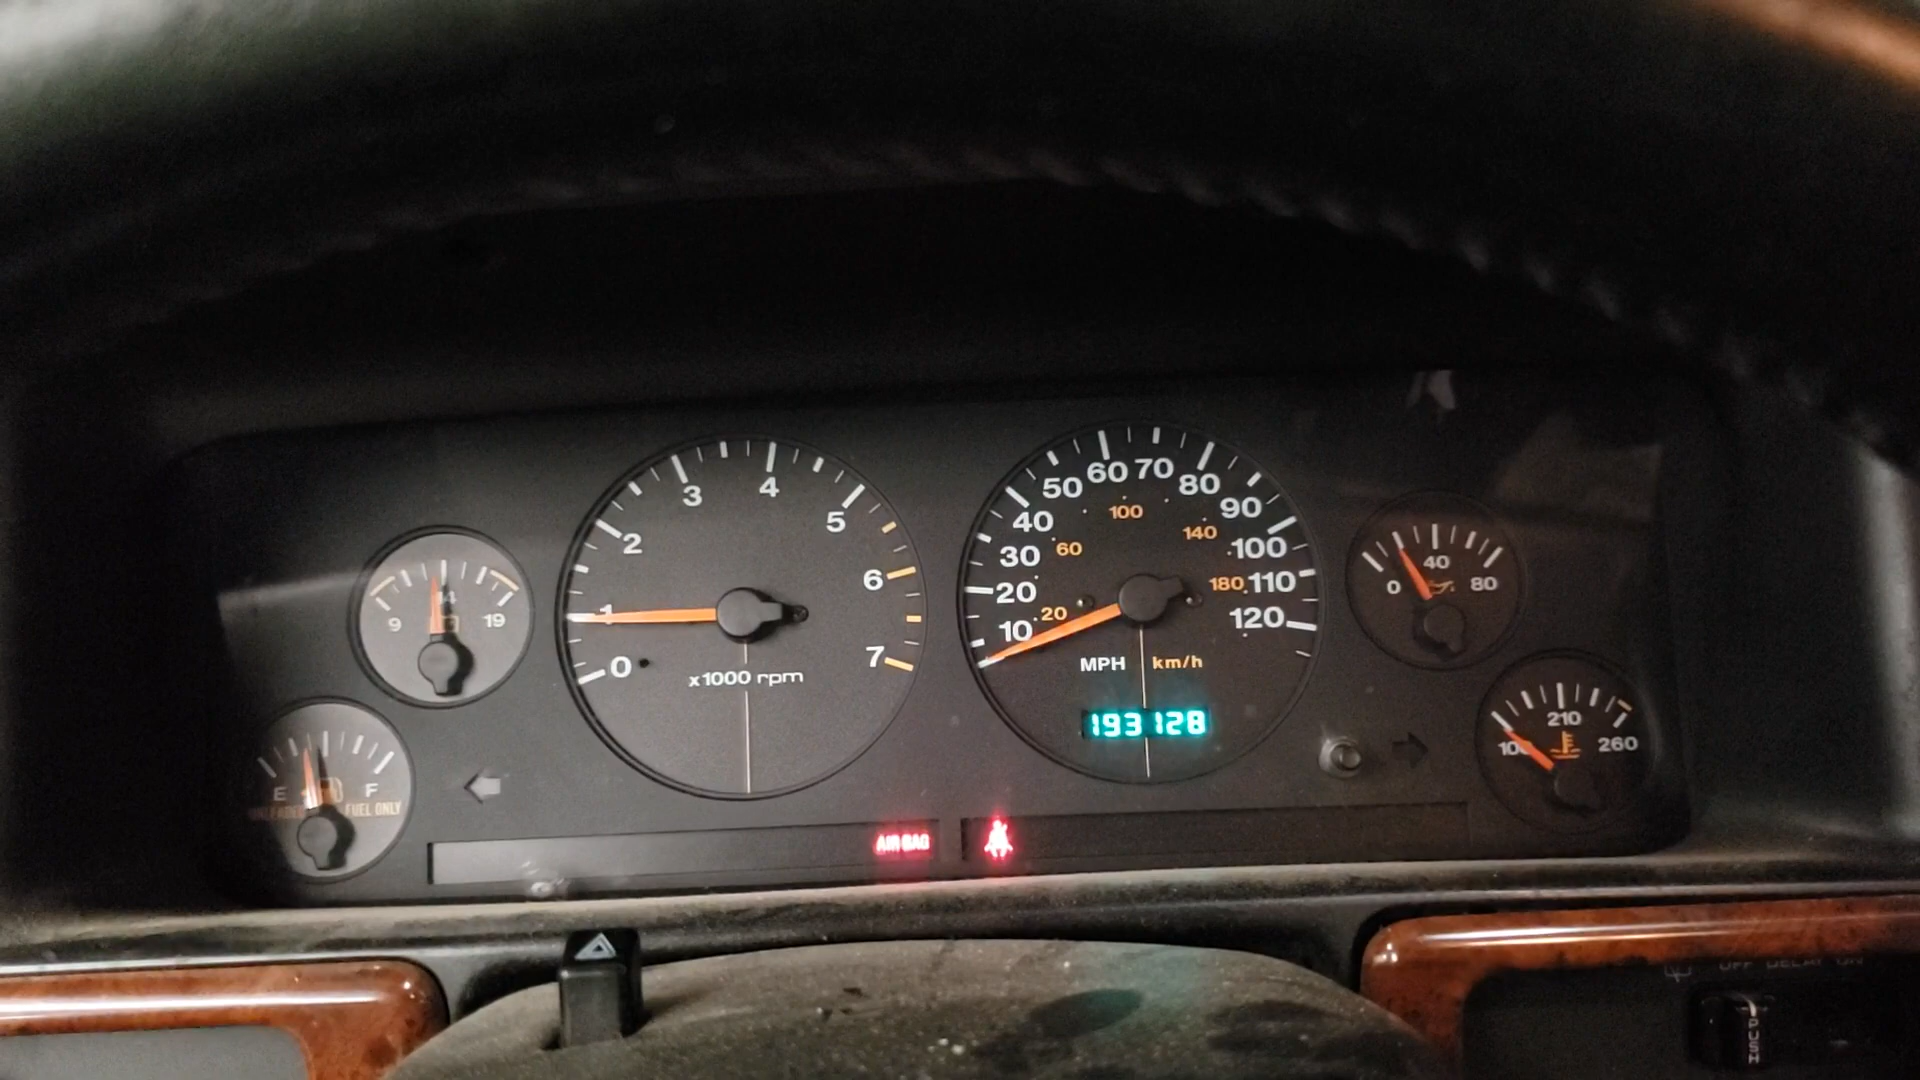 3 4
2 5
1 6
0 7
x1000 rpm
9 14 19
E F
FUEL ONLY
60 70
50 80
40 90
30 100
20 110
10 120
100
60 140
20 180
MPH km/h
193128
40
0 80
210
100 260
AIR BAG
OFF DELAY ON
PUSH